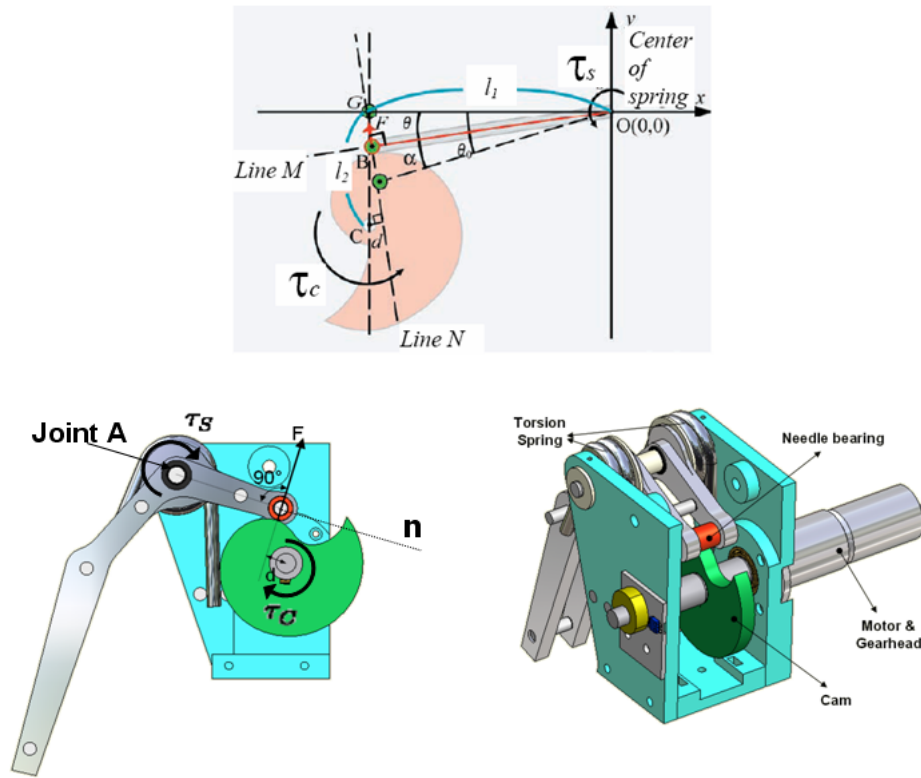 y
Center
of
spring
τs
l1
x
G
θ
F
O(0,0)
θ0
α
B
Line M
l2
C
d
τc
Line N
Joint A
τS
F
90°
n
d
τC
Torsion
Spring
Needle bearing
Motor &
Gearhead
Cam